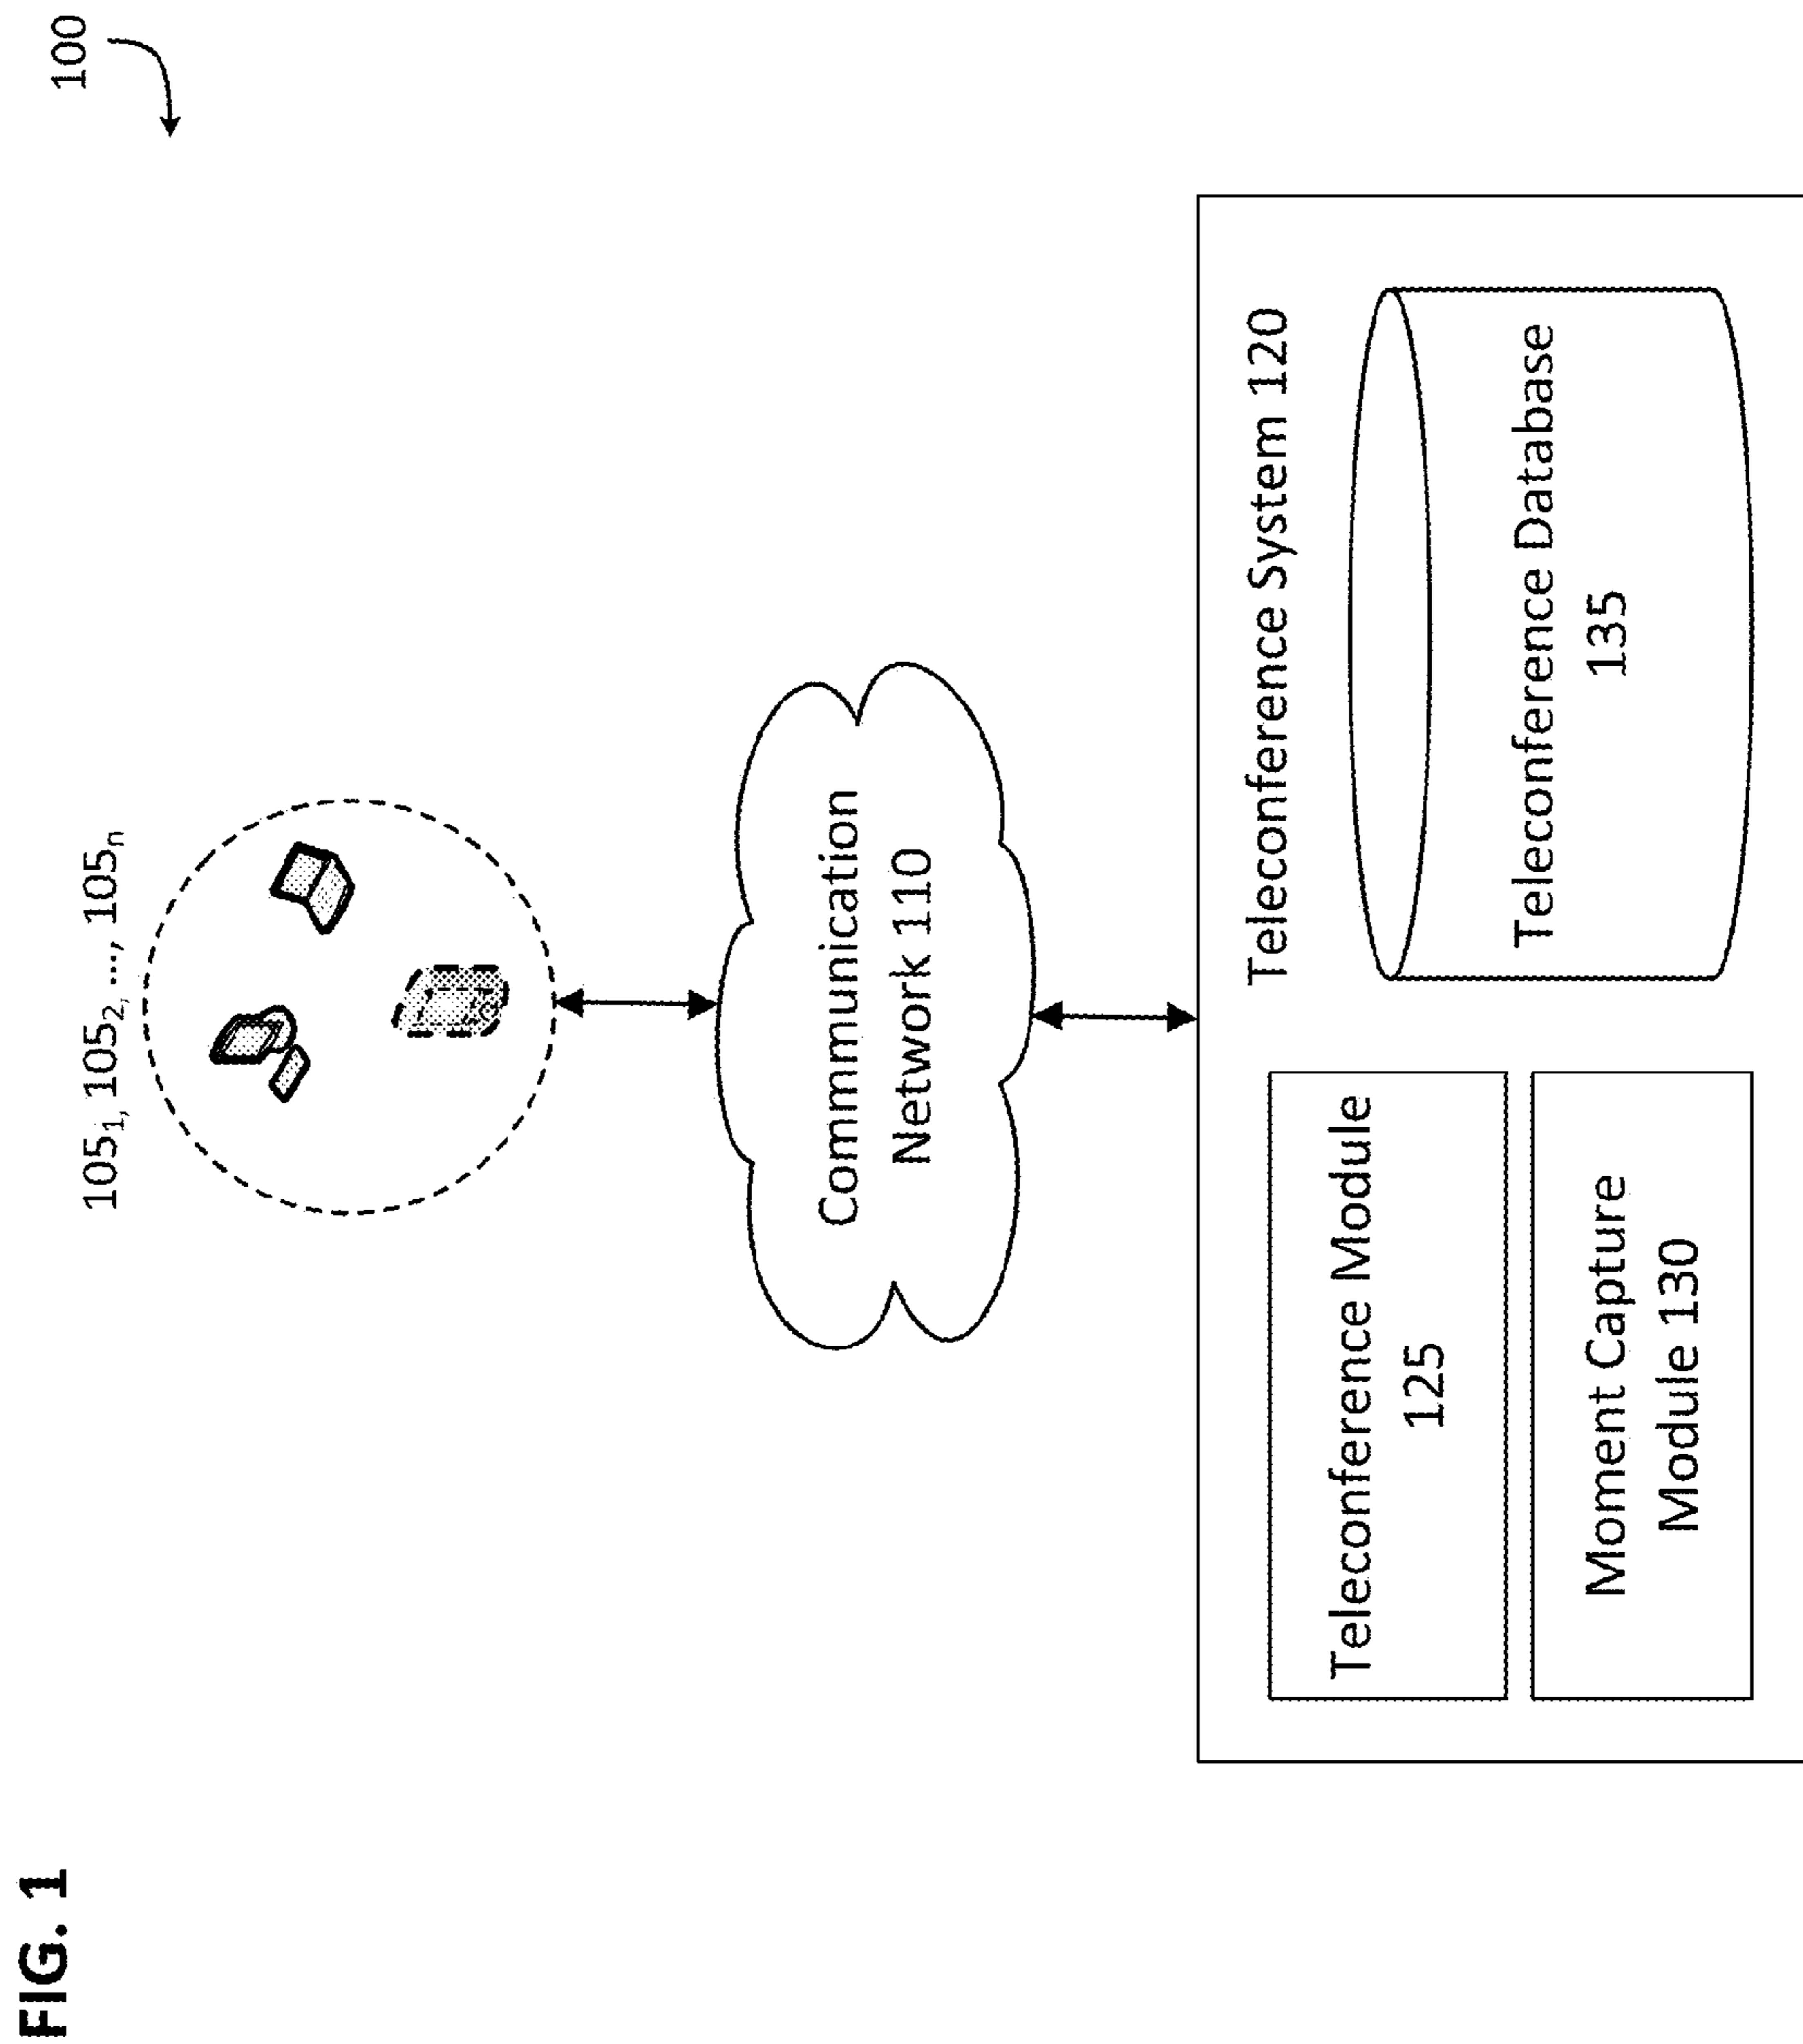 FIG. 1
100
105₁, 105₂, ..., 105ₙ
Communication
Network 110
Teleconference System 120
Teleconference Module
125
Moment Capture
Module 130
Teleconference Database
135